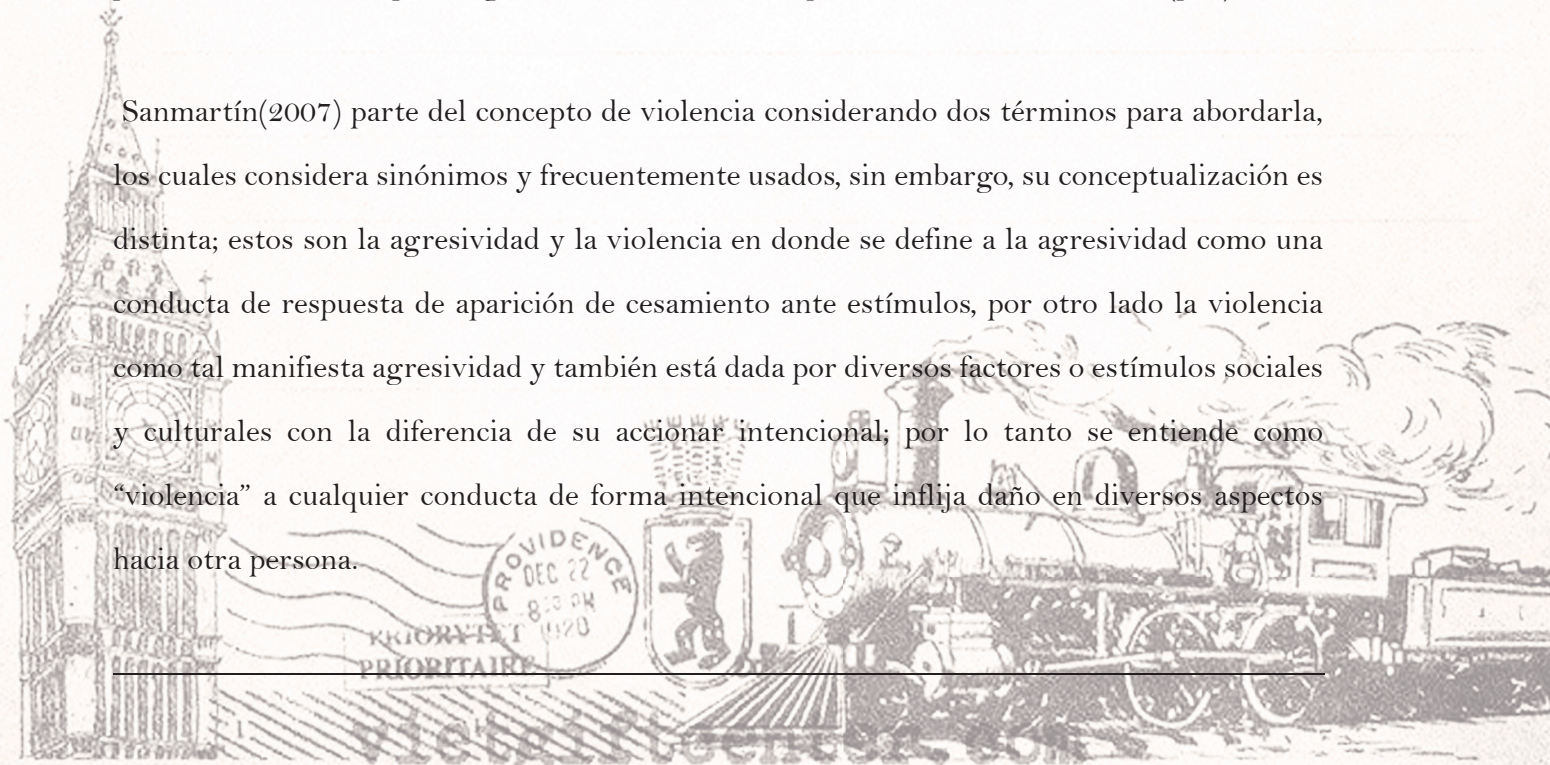 Sanmartín(2007) parte del concepto de violencia considerando dos términos para abordarla,
los cuales considera sinónimos y frecuentemente usados, sin embargo, su conceptualización es
distinta; estos son la agresividad y la violencia en donde se define a la agresividad como una
conducta de respuesta de aparición de cesamiento ante estímulos, por otro lado la violencia
como tal manifiesta agresividad y también está dada por diversos factores o estímulos sociales
y culturales con la diferencia de su accionar intencional; por lo tanto se entiende como
“violencia” a cualquier conducta de forma intencional que inflija daño en diversos aspectos
hacia otra persona.
PROVIDENCE
DEC 22
1920
PRIORYTET
PRIORITAIRE